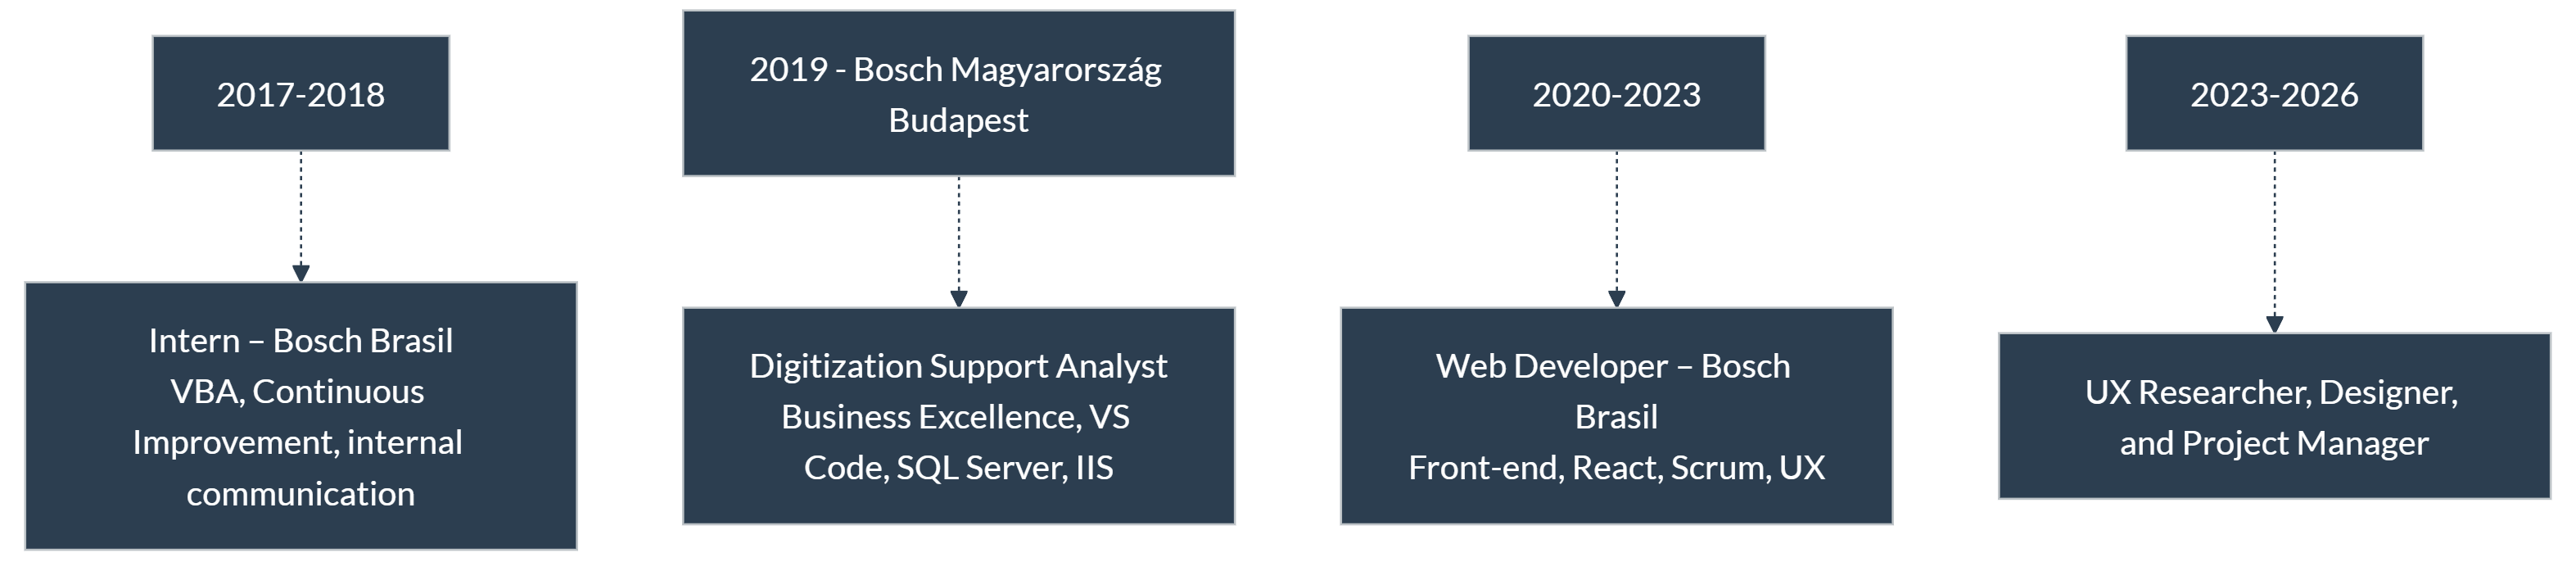 2017-2018
Intern – Bosch Brasil
VBA, Continuous
Improvement, internal
communication
2019 - Bosch Magyarország
Budapest
Digitization Support Analyst
Business Excellence, VS
Code, SQL Server, IIS
2020-2023
Web Developer – Bosch
Brasil
Front-end, React, Scrum, UX
2023-2026
UX Researcher, Designer,
and Project Manager